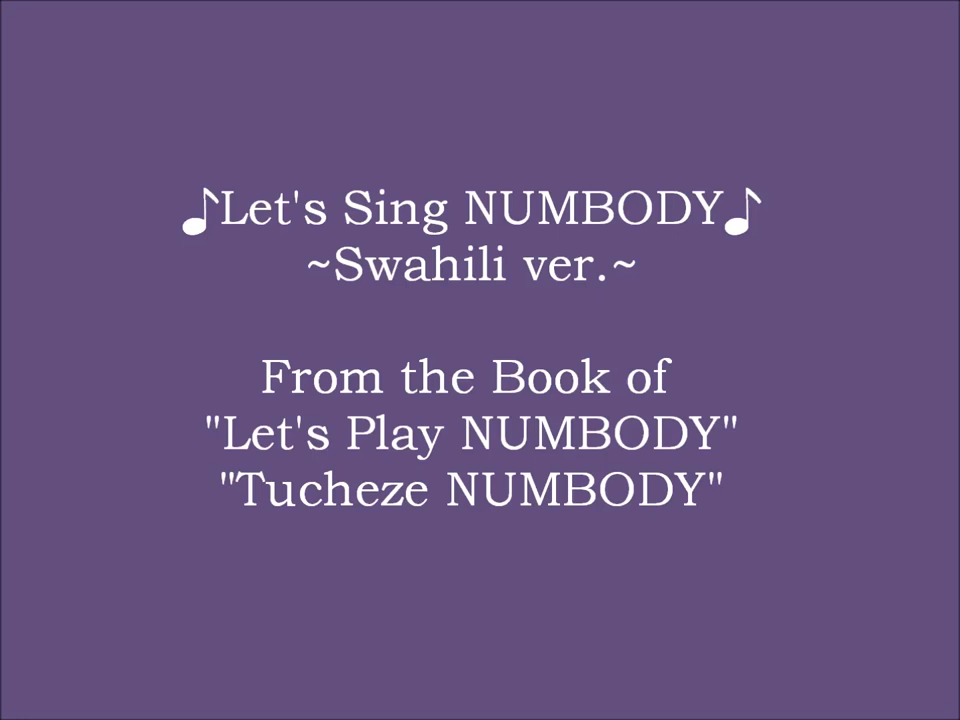 ♪Let's Sing NUMBODY♪
~Swahili ver.~
From the Book of
"Let's Play NUMBODY"
"Tucheze NUMBODY"